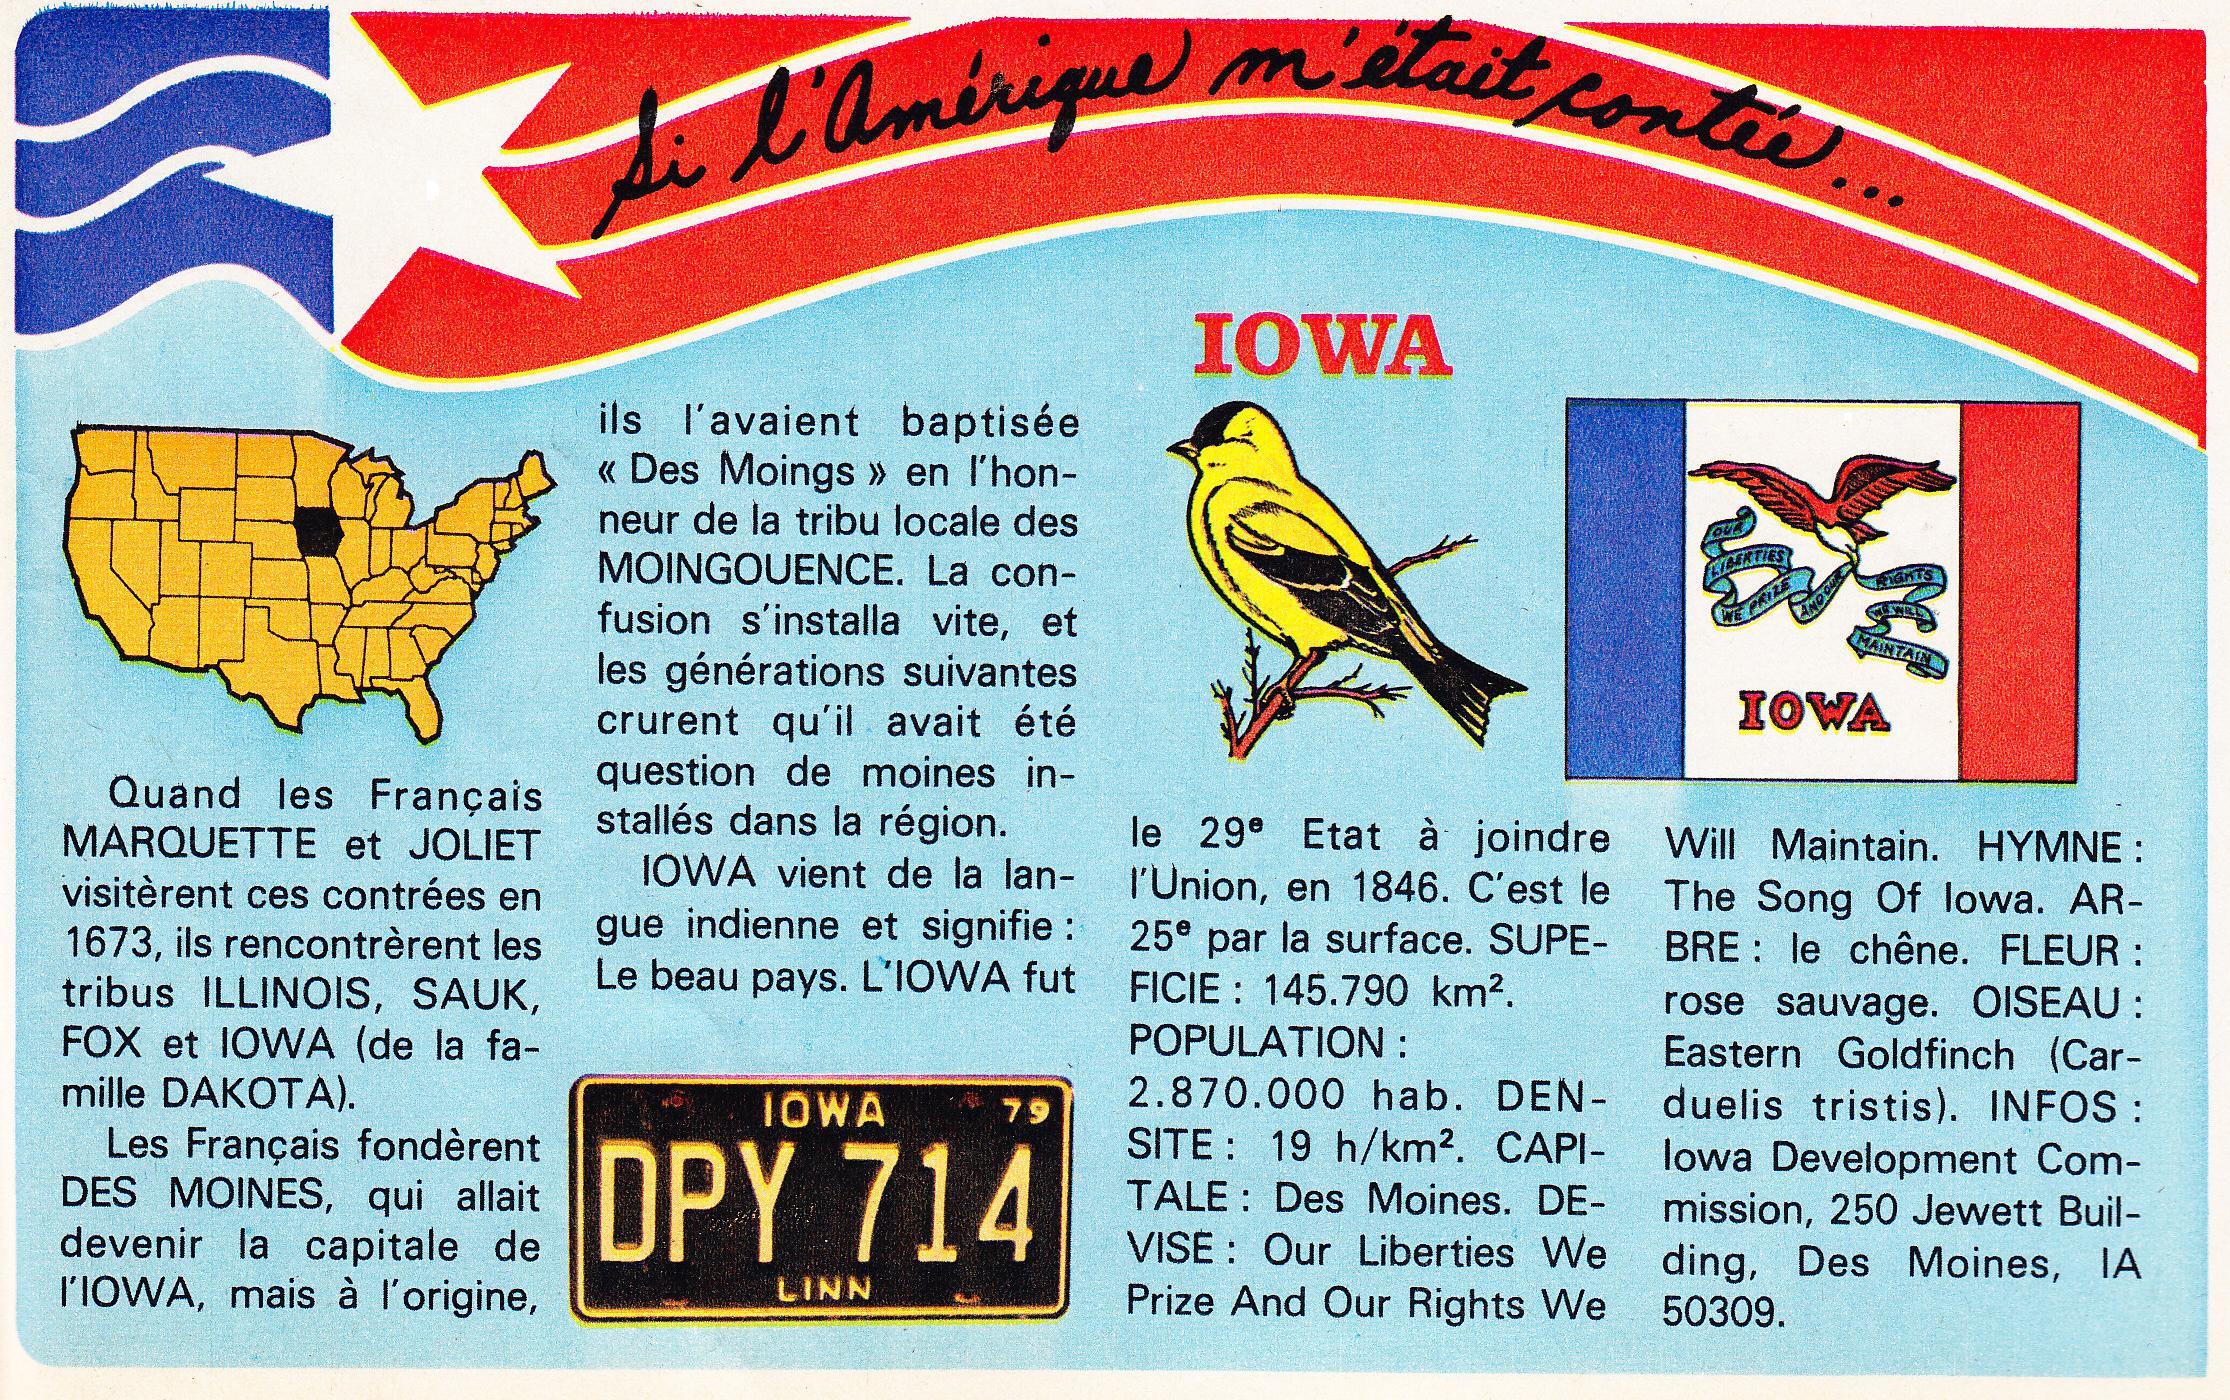 Si l'Amérique m'était contée...
IOWA
Quand les Français
MARQUETTE et JOLIET
visitèrent ces contrées en
1673, ils rencontrèrent les
tribus ILLINOIS, SAUK,
FOX et IOWA (de la fa-
mille DAKOTA).
Les Français fondèrent
DES MOINES, qui allait
devenir la capitale de
l'IOWA, mais à l'origine,
ils l'avaient baptisée
« Des Moings » en l'hon-
neur de la tribu locale des
MOINGOUENCE. La con-
fusion s'installa vite, et
les générations suivantes
crurent qu'il avait été
question de moines in-
stallés dans la région.
IOWA vient de la lan-
gue indienne et signifie :
Le beau pays. L'IOWA fut
IOWA 79
DPY 714
LINN
OUR
LIBERTIES
WE PRIZE
AND OUR
RIGHTS
WE WILL
MAINTAIN
IOWA
le 29e Etat à joindre
l'Union, en 1846. C'est le
25e par la surface. SUPE-
FICIE : 145.790 km².
POPULATION :
2.870.000 hab. DEN-
SITE : 19 h/km². CAPI-
TALE : Des Moines. DE-
VISE : Our Liberties We
Prize And Our Rights We
Will Maintain. HYMNE :
The Song Of Iowa. AR-
BRE : le chêne. FLEUR :
rose sauvage. OISEAU :
Eastern Goldfinch (Car-
duelis tristis). INFOS :
Iowa Development Com-
mission, 250 Jewett Buil-
ding, Des Moines, IA
50309.